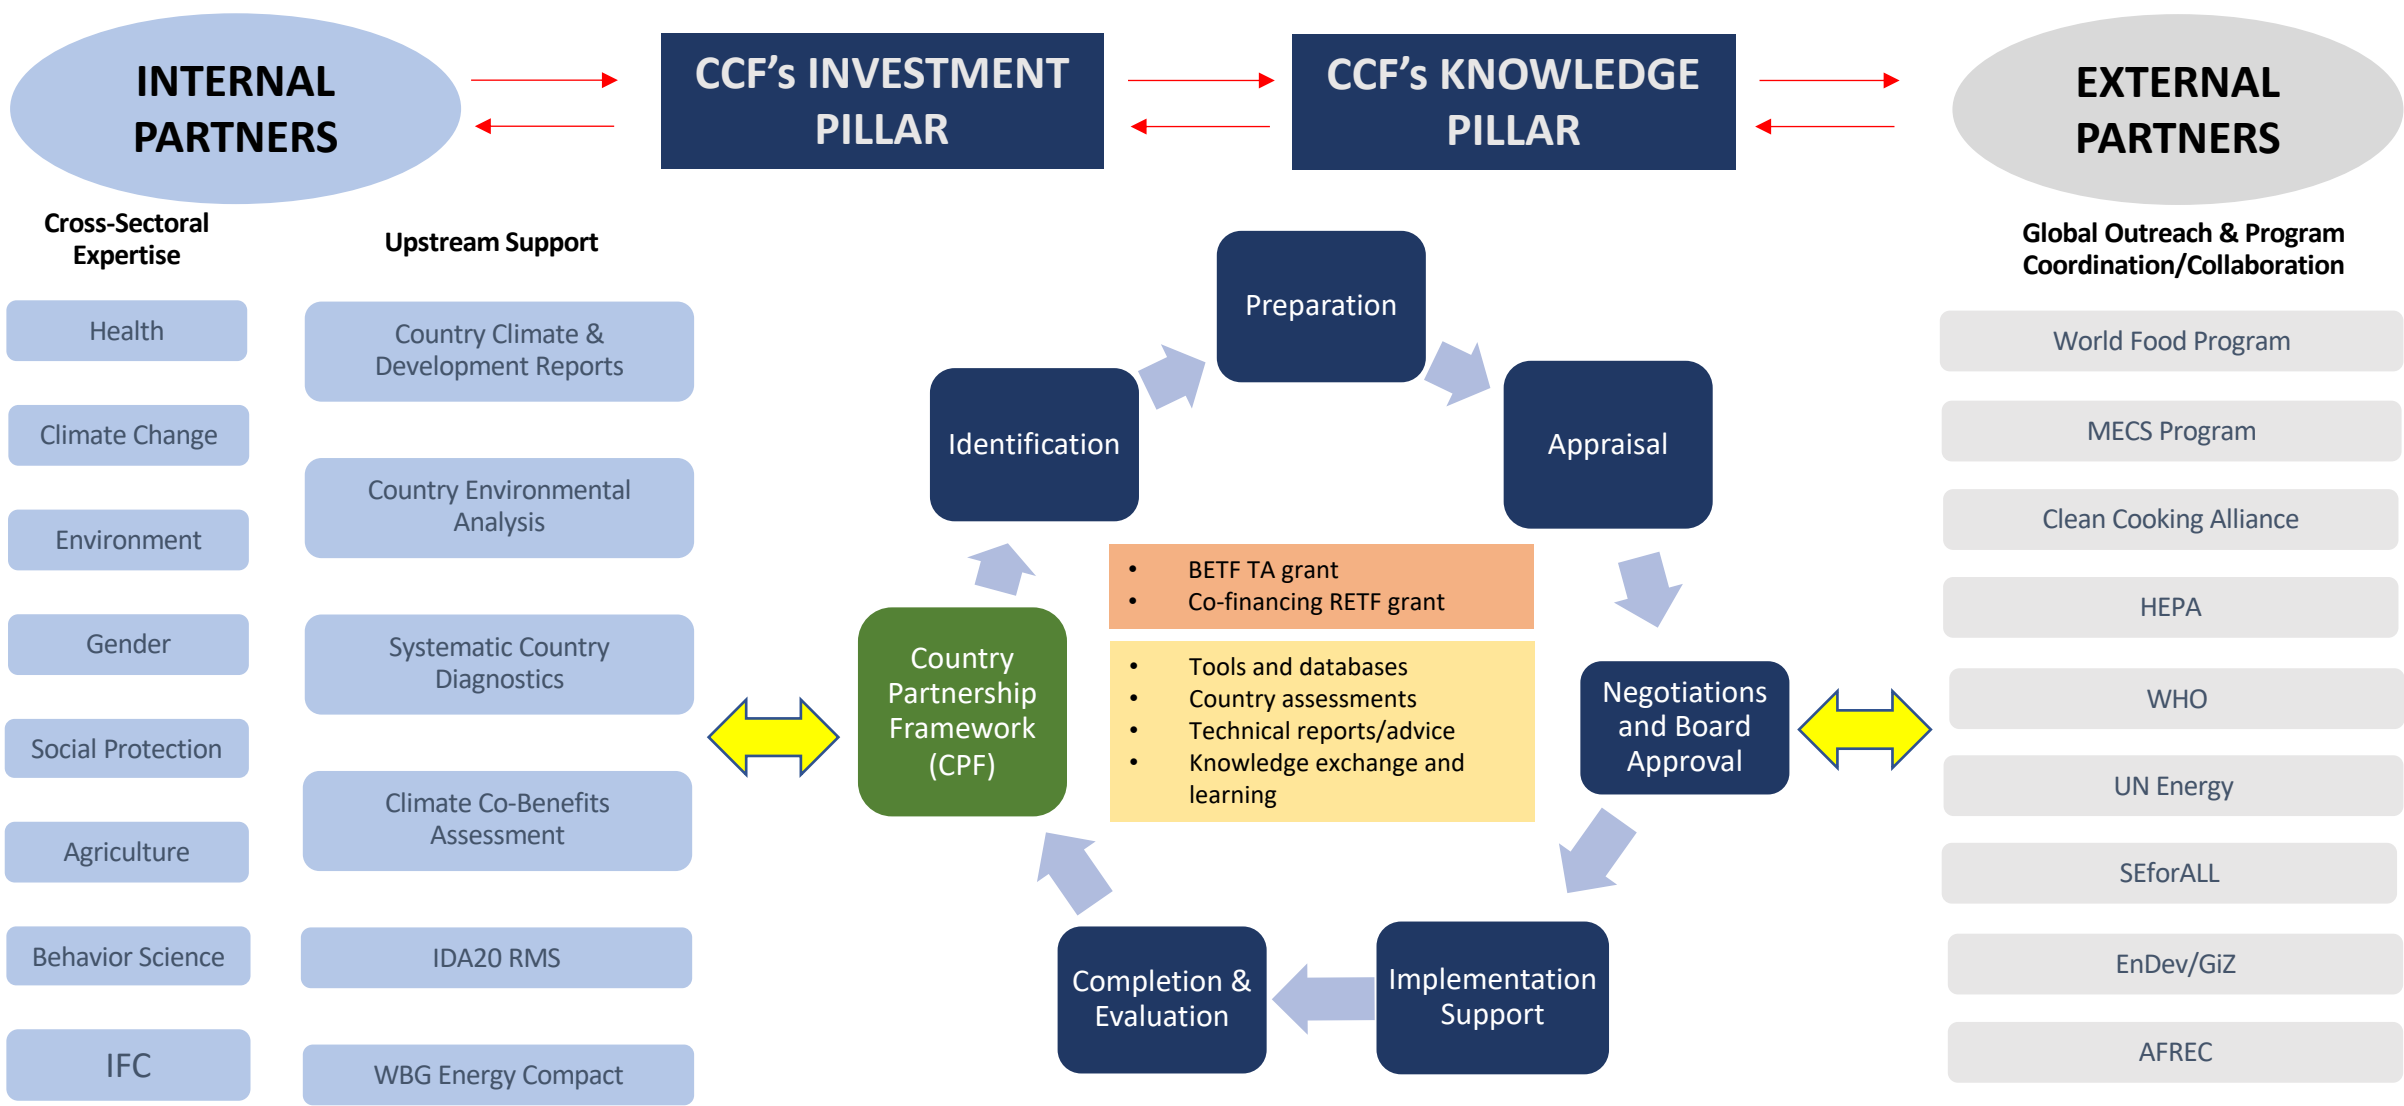 INTERNAL
PARTNERS
CCF's INVESTMENT
PILLAR
CCF's KNOWLEDGE
PILLAR
EXTERNAL
PARTNERS
Cross-Sectoral
Expertise
Health
Climate Change
Environment
Gender
Social Protection
Agriculture
Behavior Science
IFC
Upstream Support
Country Climate &
Development Reports
Country Environmental
Analysis
Systematic Country
Diagnostics
Climate Co-Benefits
Assessment
IDA20 RMS
WBG Energy Compact
Preparation
Identification
Appraisal
• BETF TA grant
• Co-financing RETF grant
Country
Partnership
Framework
(CPF)
• Tools and databases
• Country assessments
• Technical reports/advice
• Knowledge exchange and
learning
Negotiations
and Board
Approval
Completion &
Evaluation
Implementation
Support
Global Outreach & Program
Coordination/Collaboration
World Food Program
MECS Program
Clean Cooking Alliance
HEPA
WHO
UN Energy
SEforALL
EnDev/GiZ
AFREC